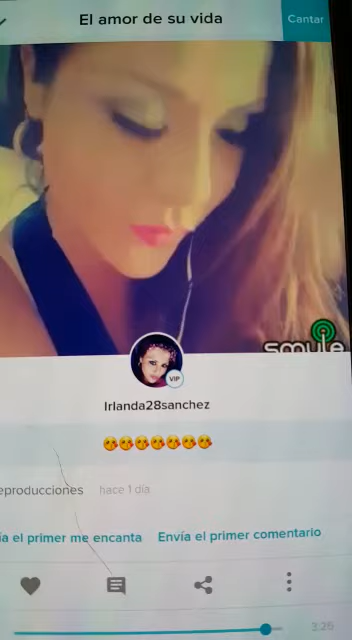 El amor de su vida
Cantar
smule
VIP
Irlanda28sanchez
eproducciones hace 1 día
ía el primer me encanta Envía el primer comentario
3:26